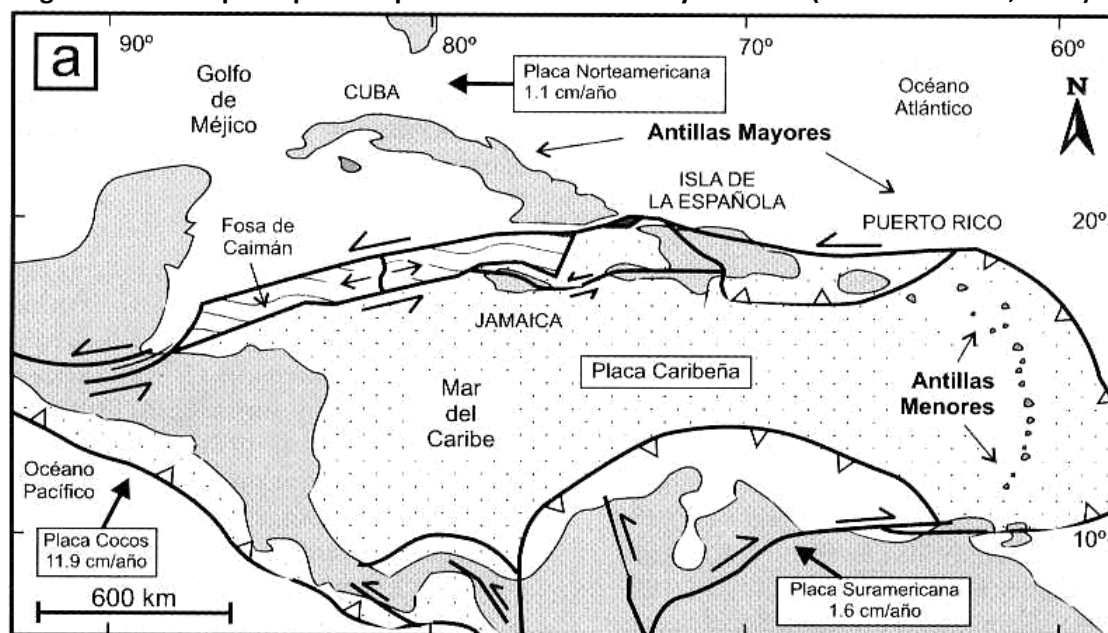 90º
80º
70º
60º
a
Golfo
de
Méjico
CUBA
Placa Norteamericana
1.1 cm/año
Océano
Atlántico
N
Antillas Mayores
ISLA DE
LA ESPAÑOLA
PUERTO RICO
20º
Fosa de
Caimán
JAMAICA
Placa Caribeña
Mar
del
Caribe
Antillas
Menores
Océano
Pacífico
Placa Cocos
11.9 cm/año
10º
600 km
Placa Suramericana
1.6 cm/año